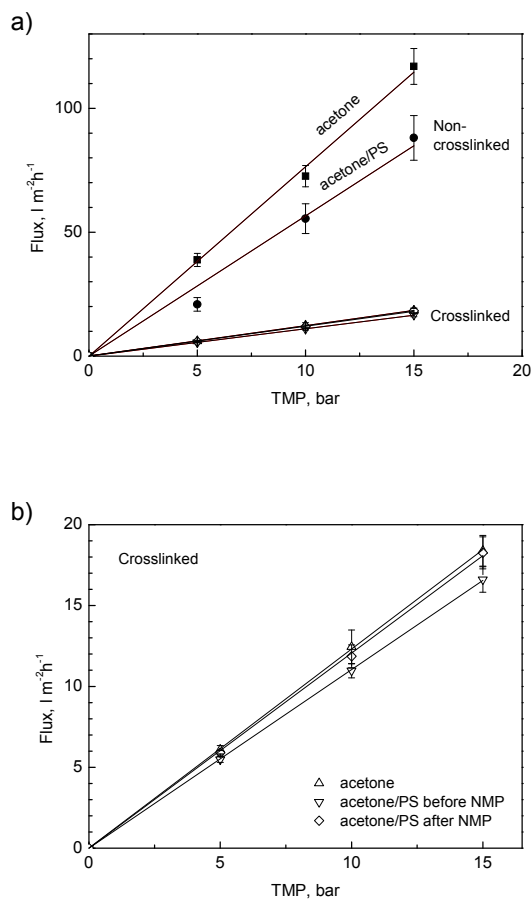 a)
100
50
0
Flux, l m⁻²h⁻¹
acetone
acetone/PS
Non-
crosslinked
Crosslinked
0 5 10 15 20
TMP, bar
b)
20
15
10
5
0
Flux, l m⁻²h⁻¹
Crosslinked
acetone
acetone/PS before NMP
acetone/PS after NMP
0 5 10 15
TMP, bar